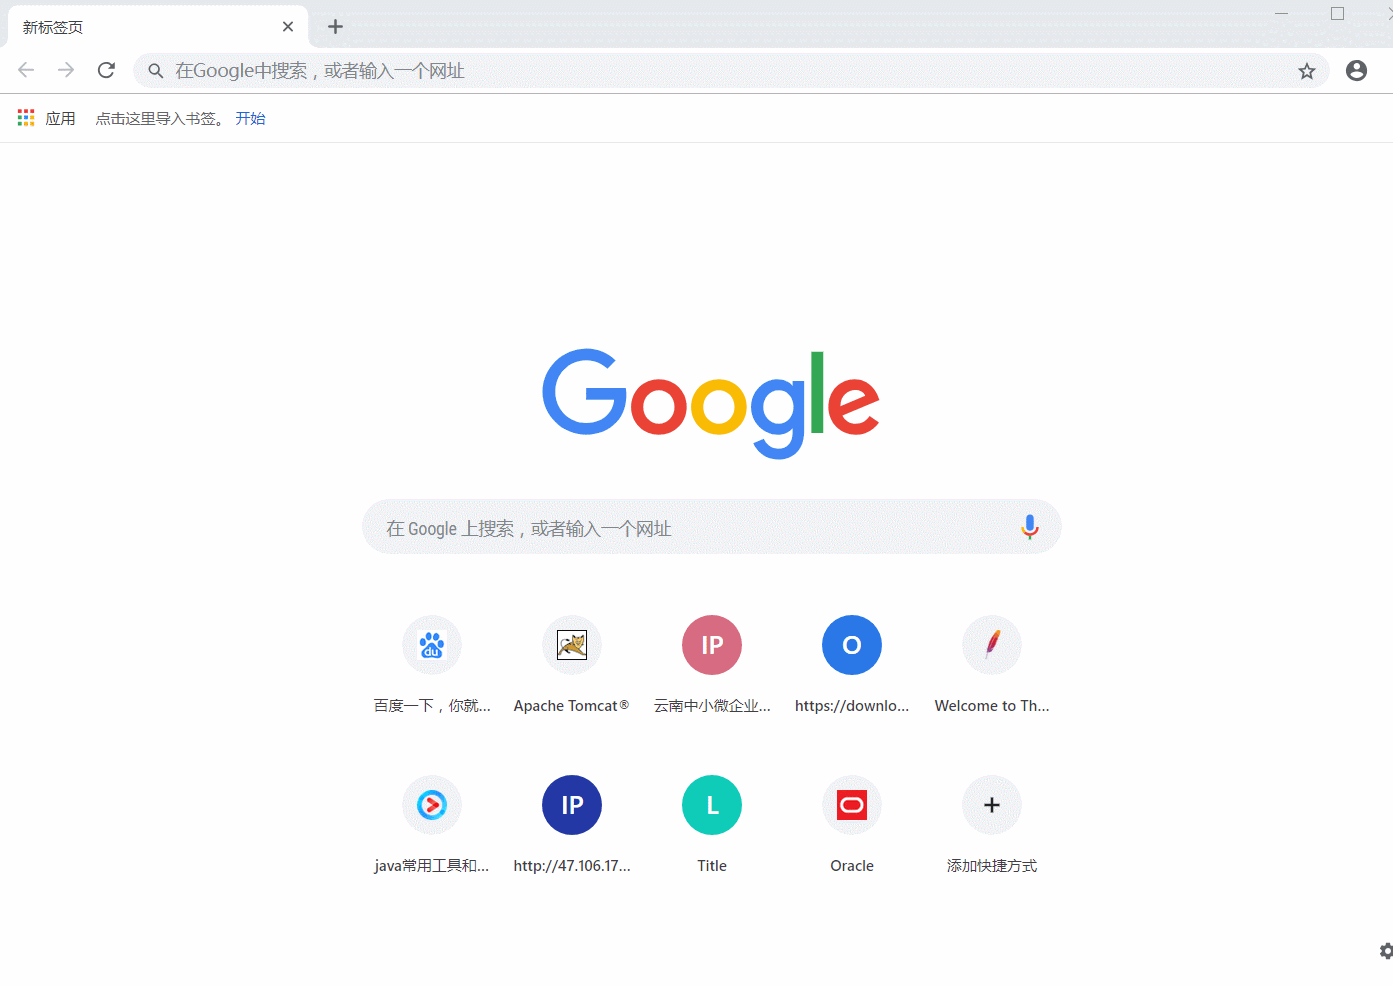 新标签页
在Google中搜索，或者输入一个网址
应用 点击这里导入书签。 开始
Google
在 Google 上搜索，或者输入一个网址
du IP O
百度一下，你就... Apache Tomcat® 云南中小微企业... https://downlo... Welcome to Th...
IP L
java常用工具和... http://47.106.17... Title Oracle 添加快捷方式